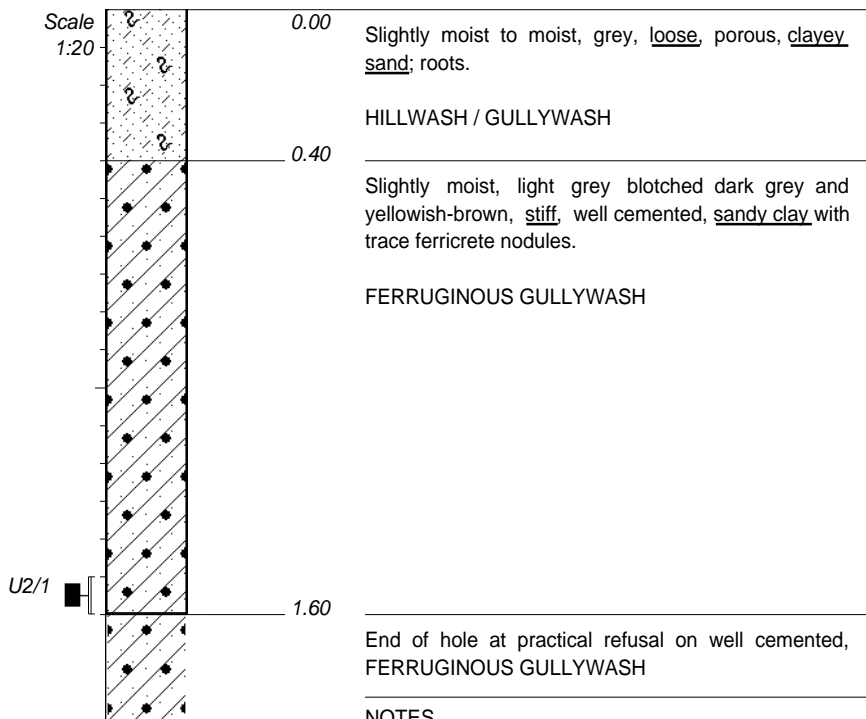 Scale
1:20
0.00
Slightly moist to moist, grey, loose, porous, clayey
sand; roots.
HILLWASH / GULLYWASH
0.40
Slightly moist, light grey blotched dark grey and
yellowish-brown, stiff, well cemented, sandy clay with
trace ferricrete nodules.
FERRUGINOUS GULLYWASH
U2/1
1.60
End of hole at practical refusal on well cemented,
FERRUGINOUS GULLYWASH
NOTES